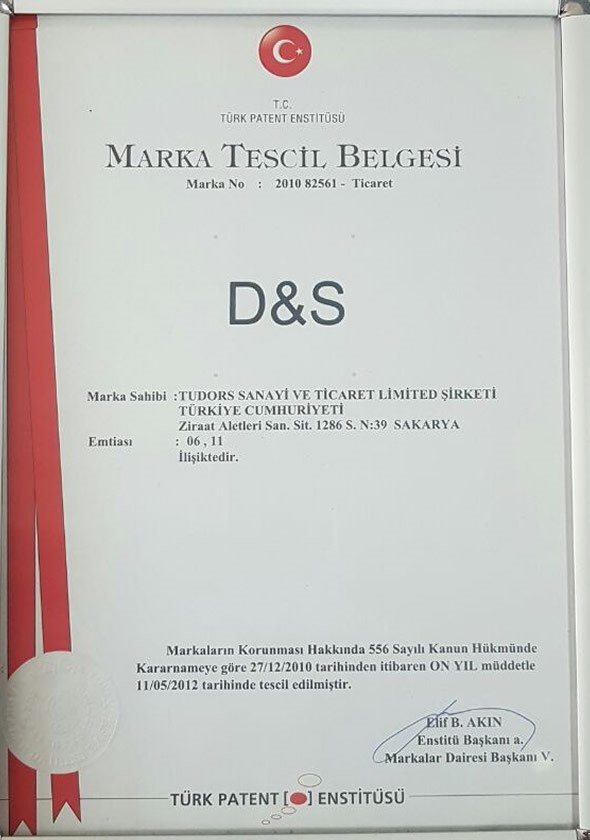 T.C.
TÜRK PATENT ENSTİTÜSÜ
MARKA TESCİL BELGESİ
Marka No : 2010 82561 - Ticaret
D&S
Marka Sahibi :TUDORS SANAYİ VE TİCARET LİMİTED ŞİRKETİ
TÜRKİYE CUMHURİYETİ
Ziraat Aletleri San. Sit. 1286 S. N:39 SAKARYA
Emtiası : 06 , 11
İlişiktedir.
Markaların Korunması Hakkında 556 Sayılı Kanun Hükmünde
Kararnameye göre 27/12/2010 tarihinden itibaren ON YIL müddetle
11/05/2012 tarihinde tescil edilmiştir.
Elif B. AKIN
Enstitü Başkanı a.
Markalar Dairesi Başkanı V.
TÜRK PATENT [ ] ENSTİTÜSÜ